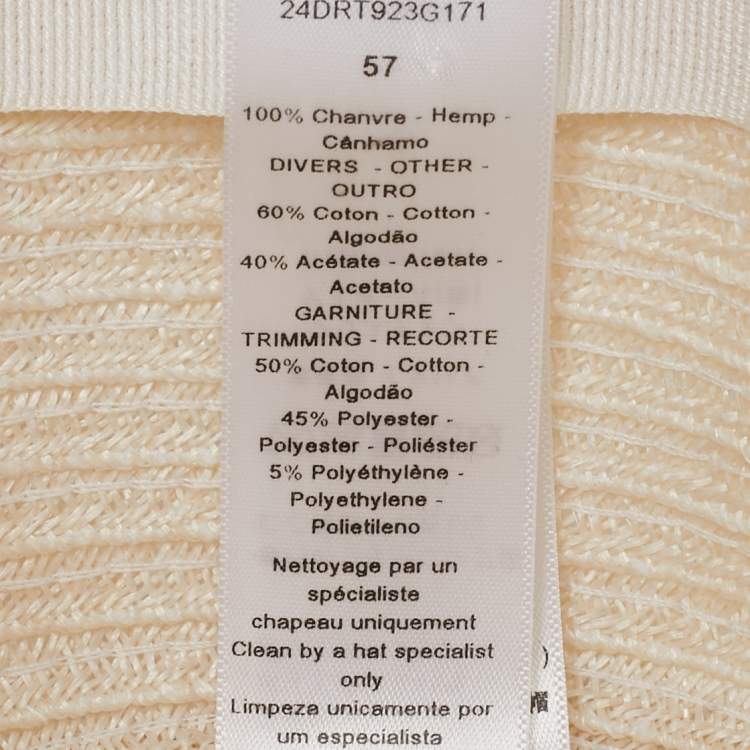 24DRT923G171
57
100% Chanvre - Hemp -
Cânhamo
DIVERS - OTHER -
OUTRO
60% Coton - Cotton -
Algodão
40% Acétate - Acetate -
Acetato
GARNITURE -
TRIMMING - RECORTE
50% Coton - Cotton -
Algodão
45% Polyester -
Polyester - Poliéster
5% Polyéthylène -
Polyethylene -
Polietileno
Nettoyage par un
spécialiste
chapeau uniquement
Clean by a hat specialist
only
Limpeza unicamente por
um especialista
)